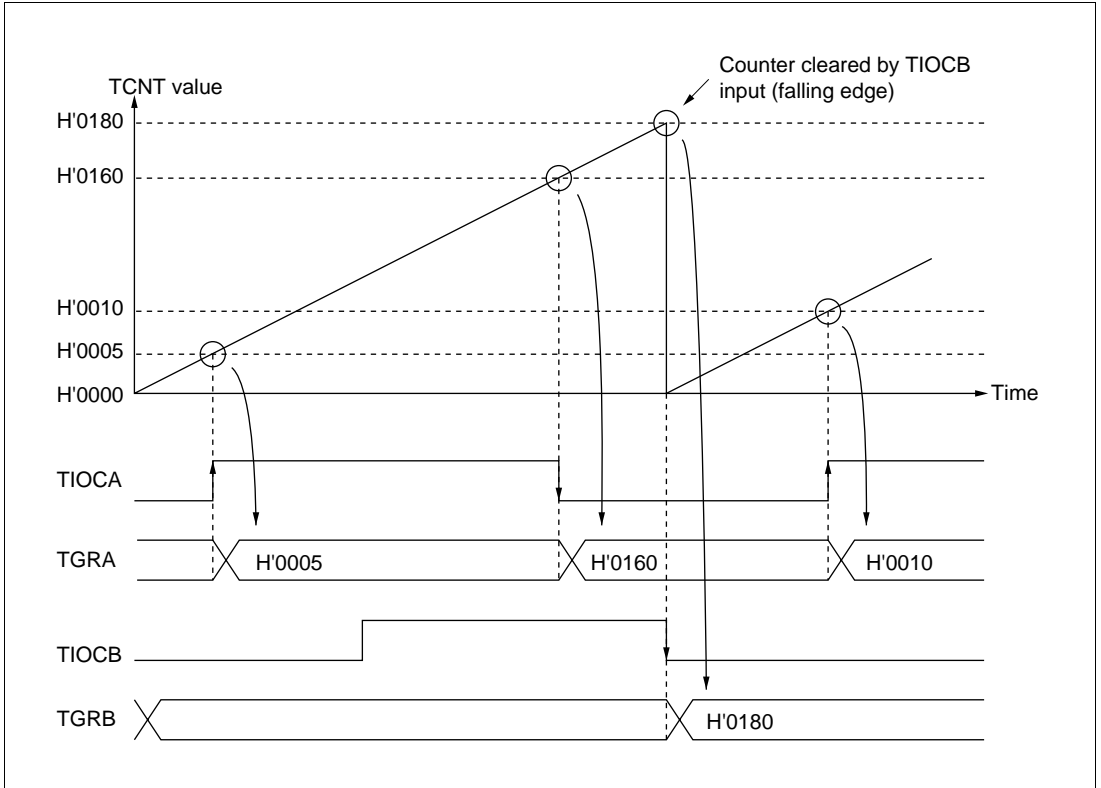 Counter cleared by TIOCB
input (falling edge)
TCNT value
H'0180
H'0160
H'0010
H'0005
H'0000
Time
TIOCA
TGRA
H'0005
H'0160
H'0010
TIOCB
TGRB
H'0180